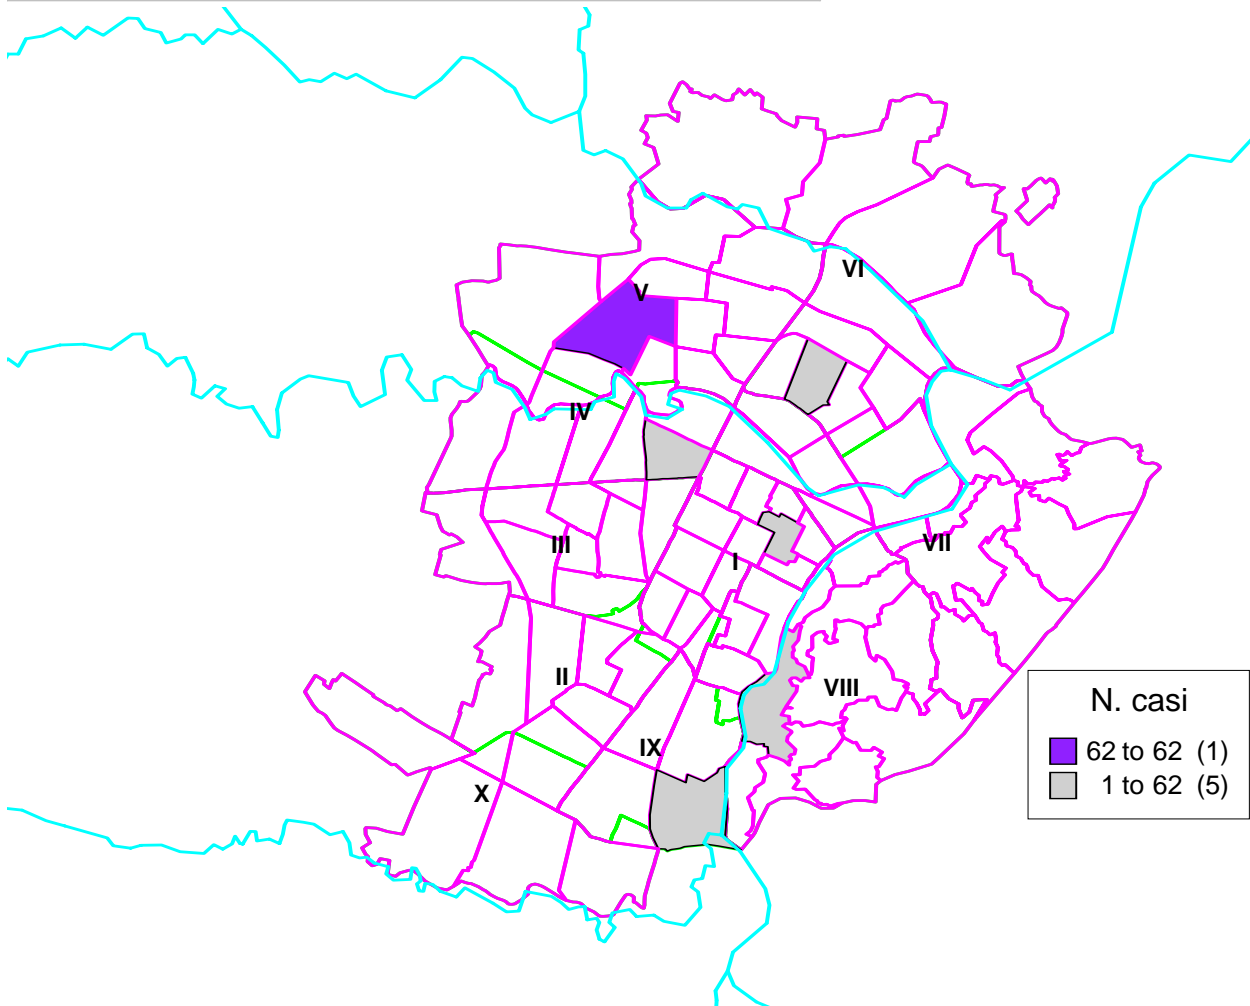 VI
V
IV
III
I
VII
II
VIII
IX
X
N. casi
62 to 62 (1)
1 to 62 (5)